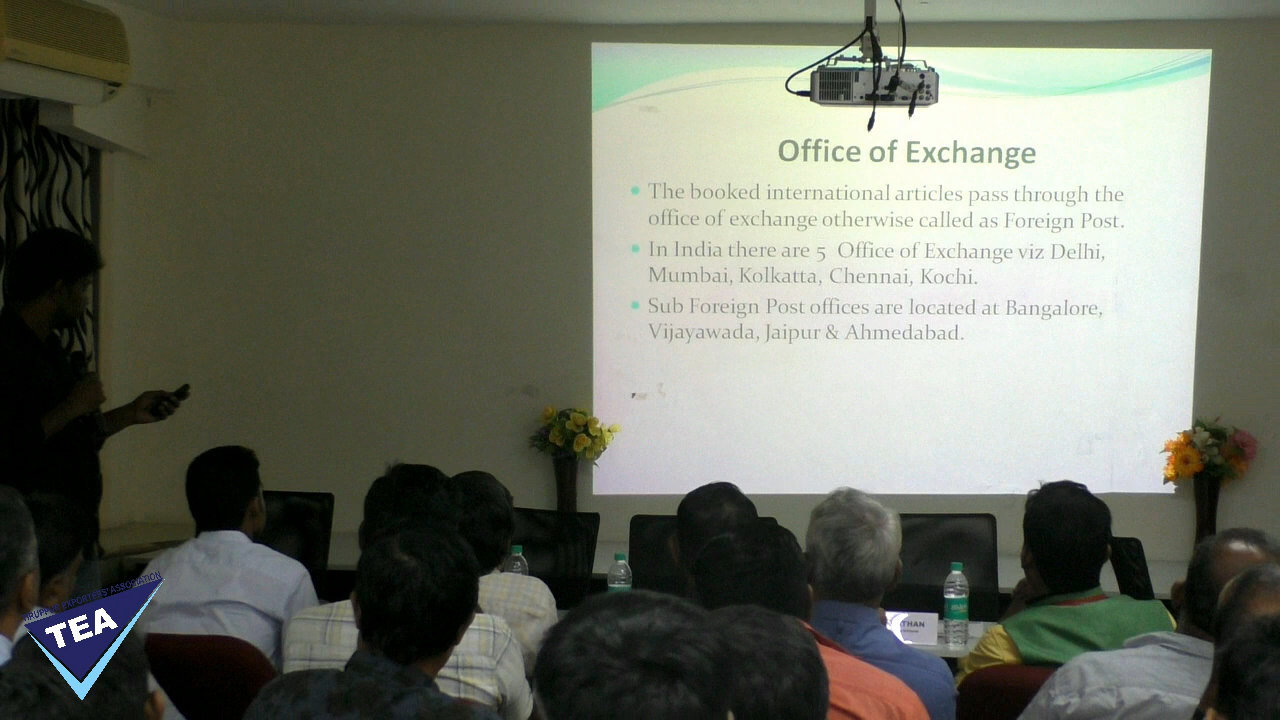 Office of Exchange
The booked international articles pass through the
office of exchange otherwise called as Foreign Post.
In India there are 5 Office of Exchange viz Delhi,
Mumbai, Kolkatta, Chennai, Kochi.
Sub Foreign Post offices are located at Bangalore,
Vijayawada, Jaipur & Ahmedabad.
EXPORTERS' ASSOCIATION
TEA